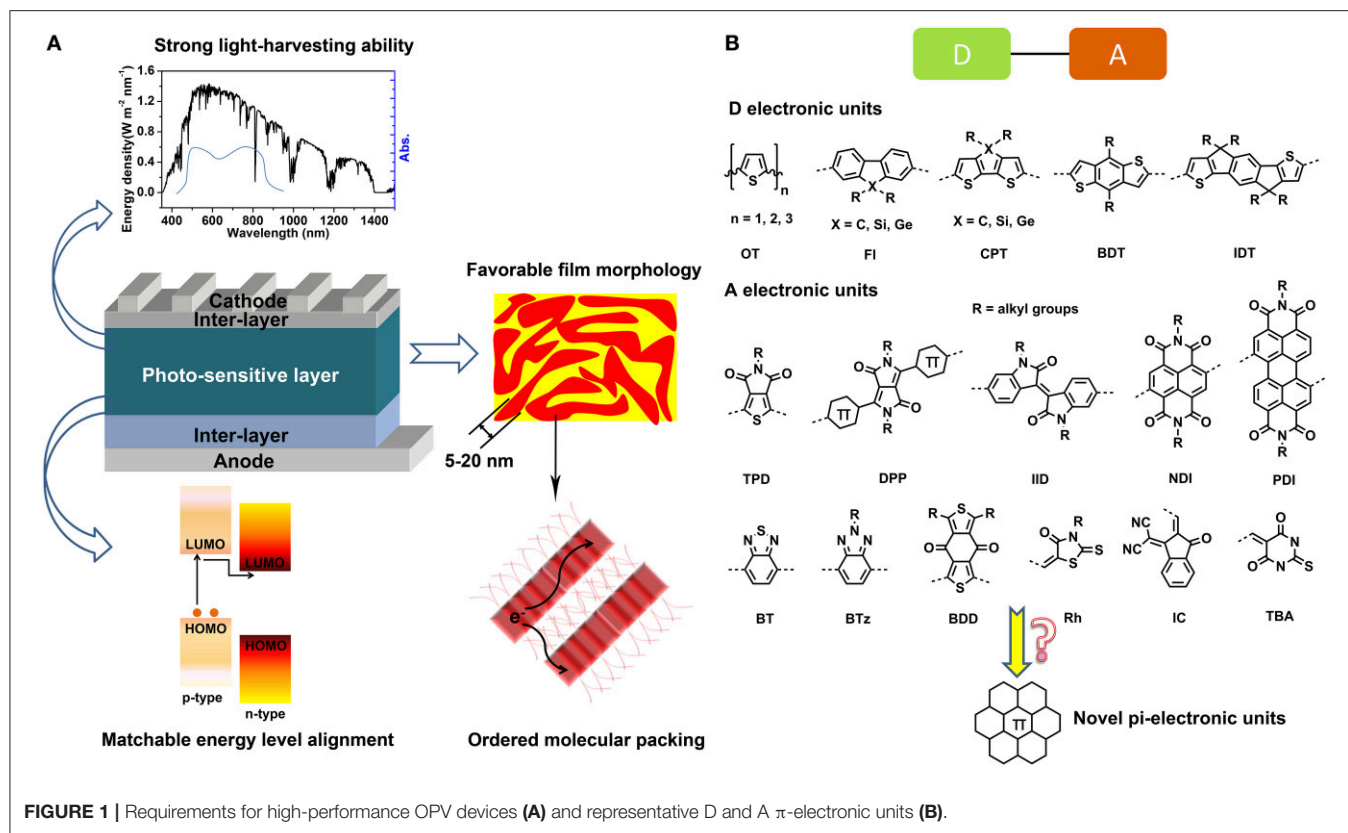 A
Strong light-harvesting ability
Energy density(W m⁻² nm⁻¹)
1.6
1.2
0.8
0.4
0.0
Abs.
400 600 800 1000 1200 1400
Wavelength (nm)
Cathode
Inter-layer
Photo-sensitive layer
Inter-layer
Anode
Favorable film morphology
5-20 nm
LUMO
LUMO
HOMO
HOMO
p-type
n-type
Matchable energy level alignment
e-
Ordered molecular packing
B
D A
D electronic units
S
n
n = 1, 2, 3
OT
X
R R
X = C, Si, Ge
FI
R R
X
S S
X = C, Si, Ge
CPT
R
S S
R
BDT
R R
S
S
R R
IDT
A electronic units
R = alkyl groups
R
N
O O
S
TPD
R
N
O
π
π
O
N
R
DPP
R
N
O
O
N
R
IID
R
O N O
O N O
R
NDI
R
O N O
O N O
R
PDI
S
N N
BT
R
N
N N
BTz
R S R
O O
S
BDD
R
O N
S
S
Rh
NC
CN
O
IC
O
N
O N S
TBA
?
π
Novel pi-electronic units
FIGURE 1 | Requirements for high-performance OPV devices (A) and representative D and A π-electronic units (B).